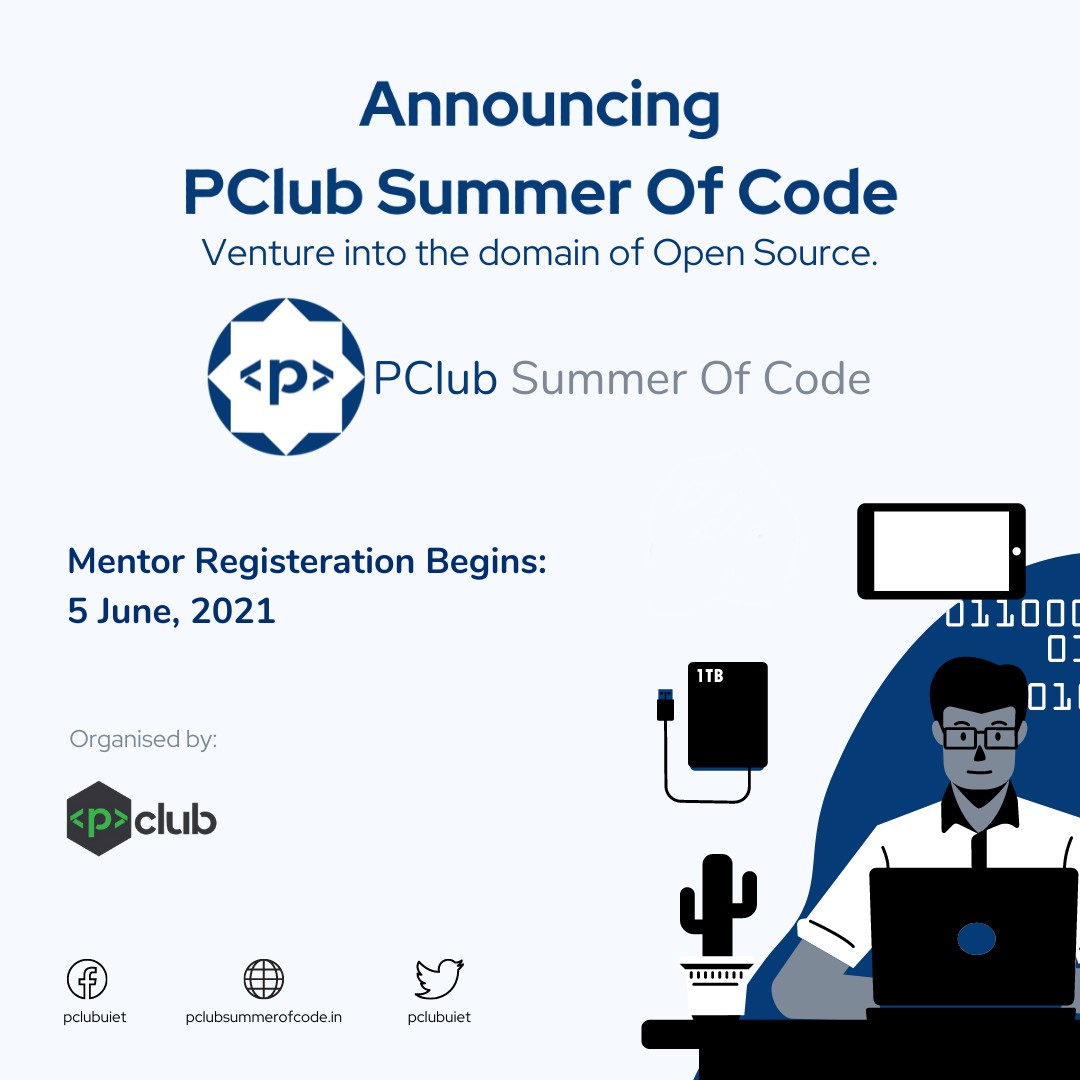 Announcing
PClub Summer Of Code
Venture into the domain of Open Source.
<p> PClub Summer Of Code
Mentor Registeration Begins:
5 June, 2021
011000
01
010
1TB
Organised by:
<p> club
pclubuiet
pclubsummerofcode.in
pclubuiet